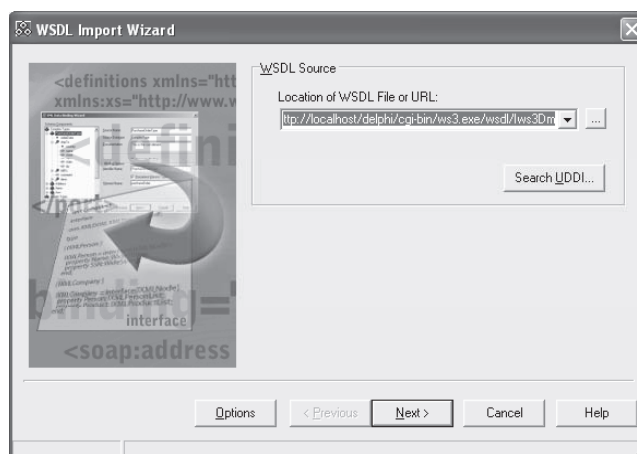 WSDL Import Wizard
<definitions xmlns="htt
xmlns:xs="http://www.w
<defini
</port>
binding="
interface
<soap:address
WSDL Source
Location of WSDL File or URL:
ttp://localhost/delphi/cgi-bin/ws3.exe/wsdl/Iws3Dm
...
Search UDDI...
Options
< Previous
Next >
Cancel
Help